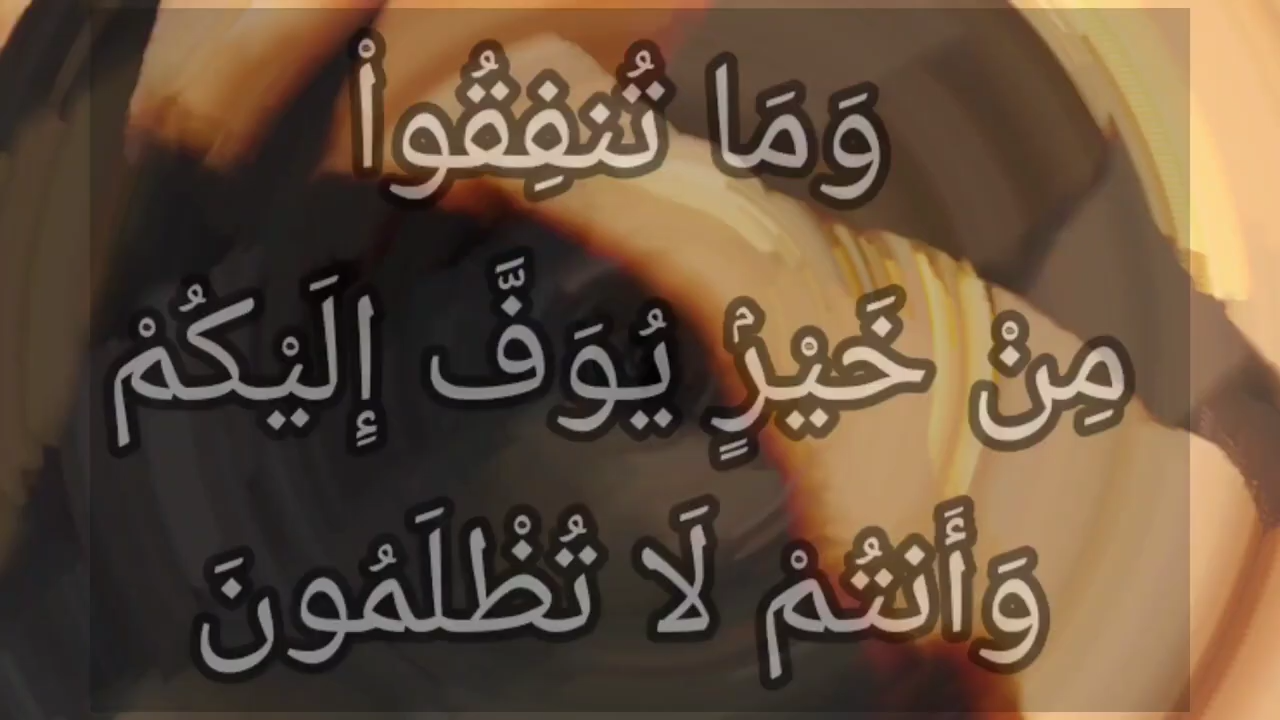 وَمَا تُنفِقُوا۟
مِنْ خَيْرٍۢ يُوَفَّ إِلَيْكُمْ
وَأَنتُمْ لَا تُظْلَمُونَ